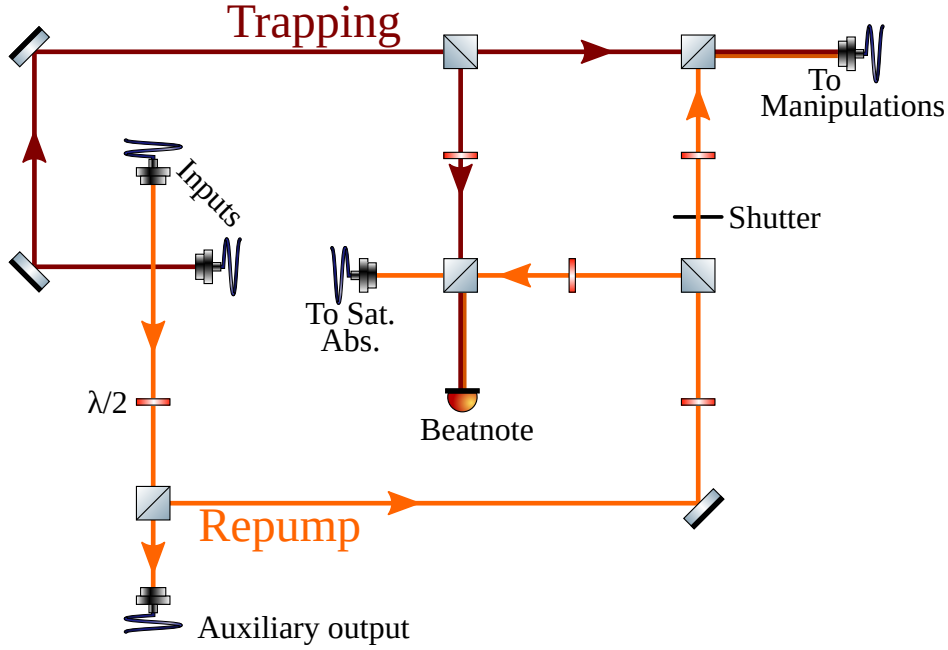 Trapping
To
Manipulations
Inputs
Shutter
To Sat.
Abs.
λ/2
Beatnote
Repump
Auxiliary output